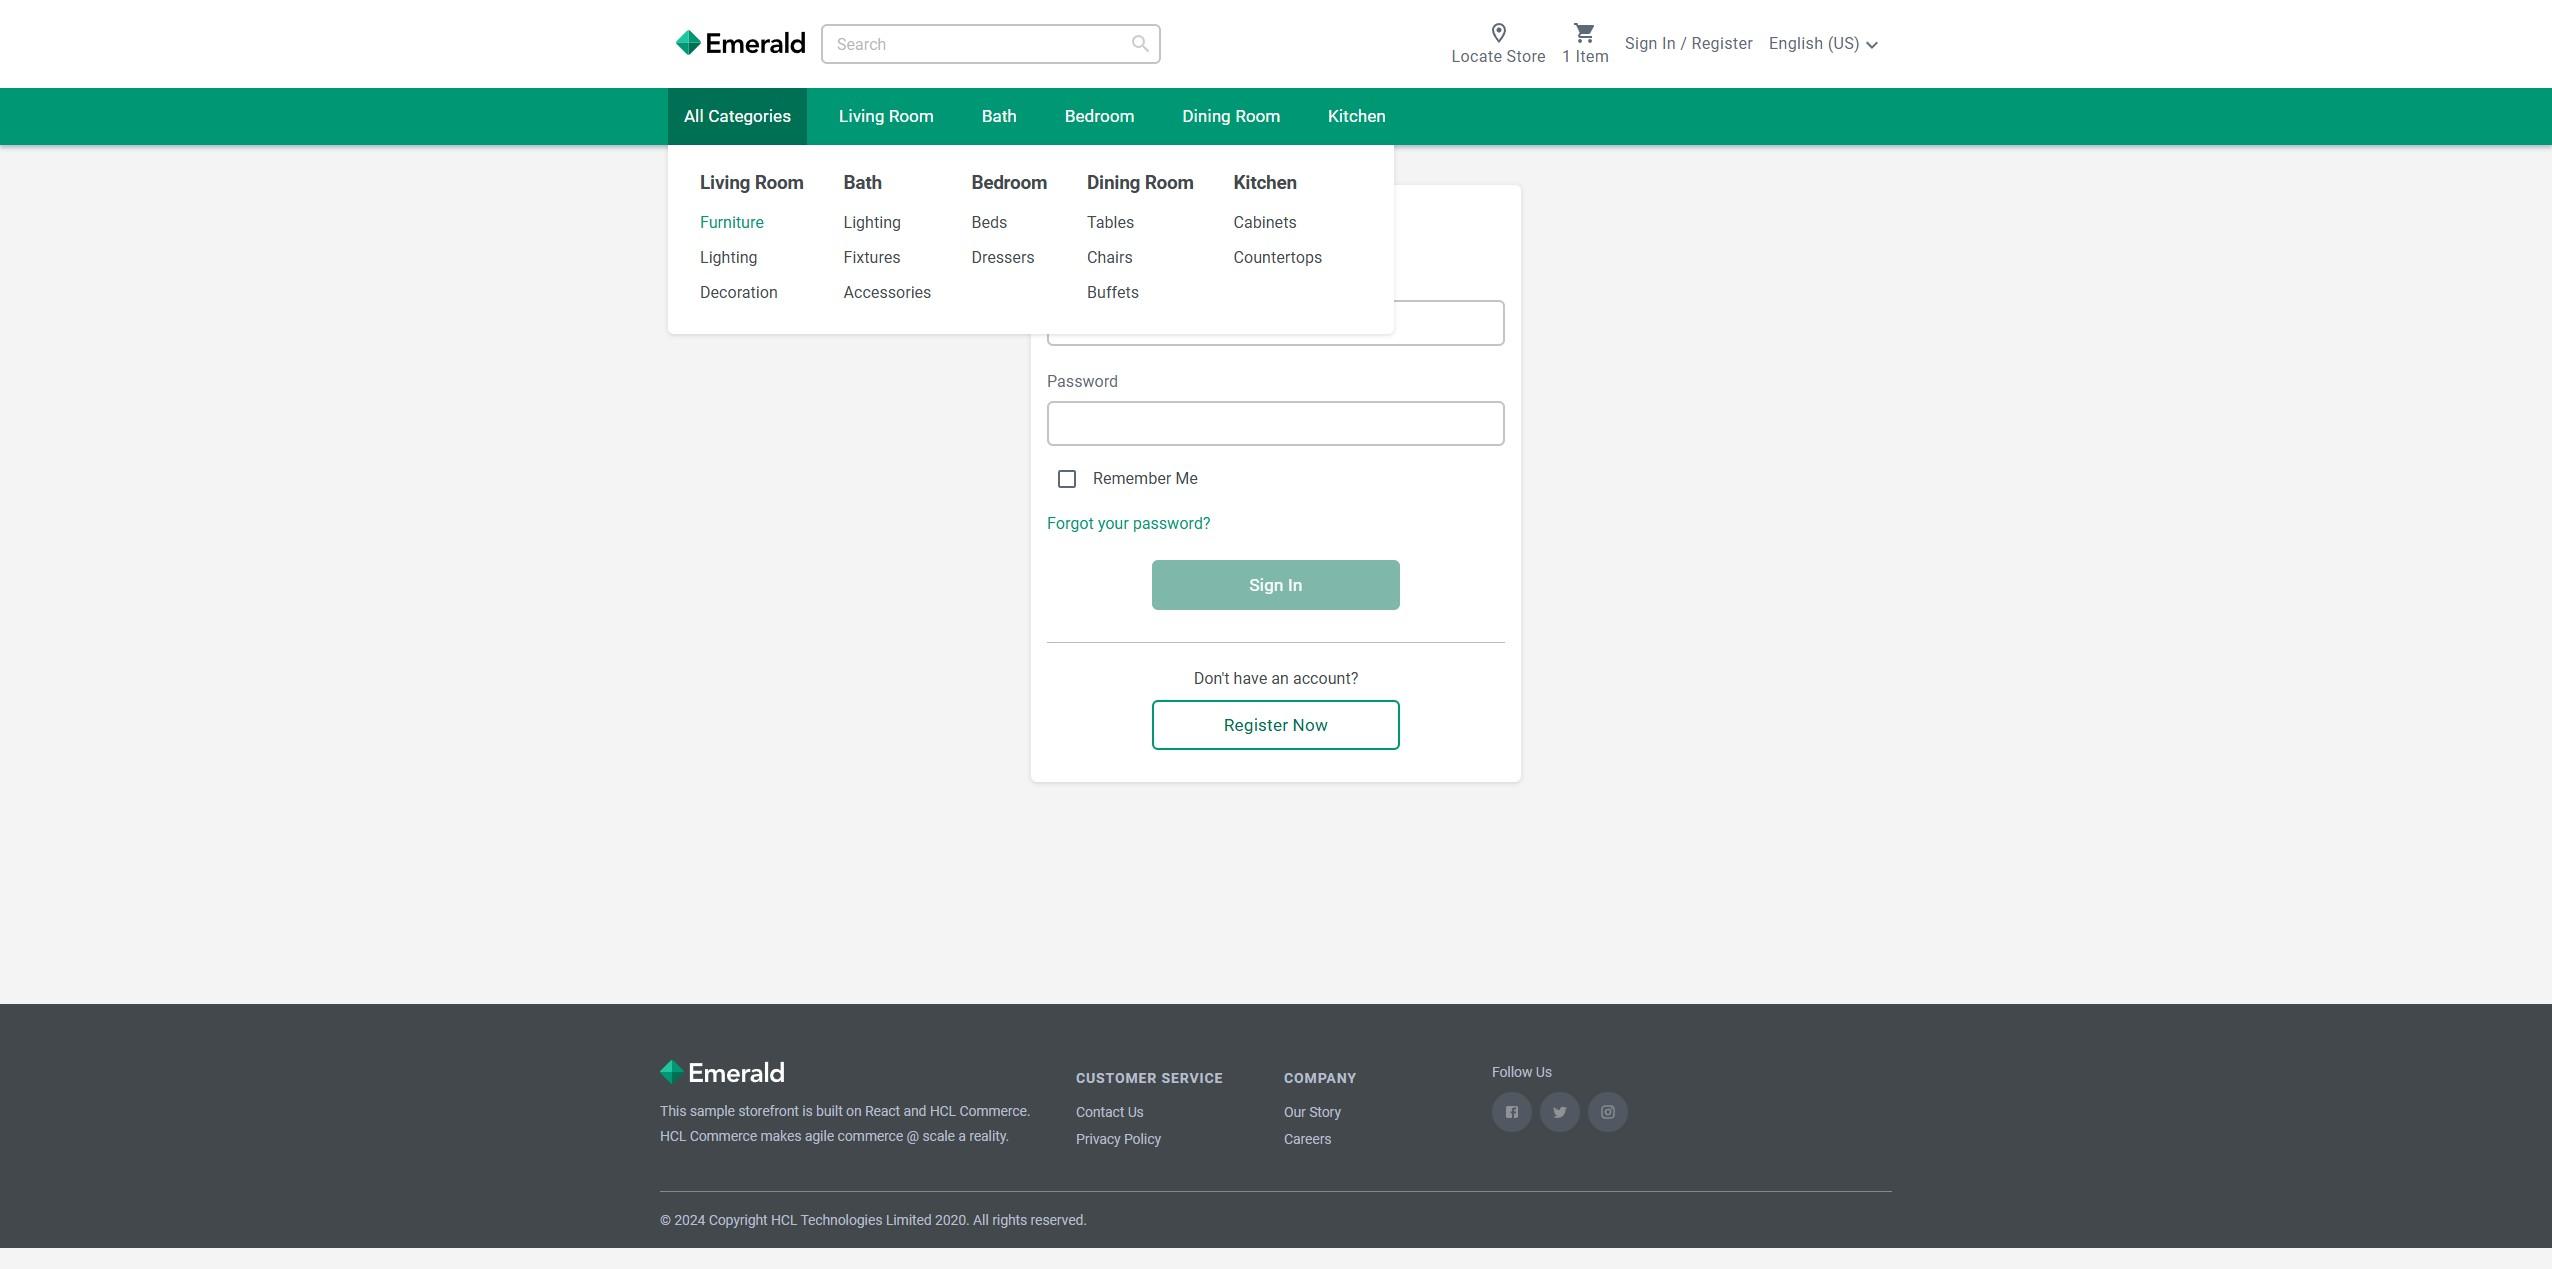 Emerald
Search
Locate Store
1 Item
Sign In / Register
English (US)
All Categories
Living Room
Bath
Bedroom
Dining Room
Kitchen
Living Room
Furniture
Lighting
Decoration
Bath
Lighting
Fixtures
Accessories
Bedroom
Beds
Dressers
Dining Room
Tables
Chairs
Buffets
Kitchen
Cabinets
Countertops
Password
Remember Me
Forgot your password?
Sign In
Don't have an account?
Register Now
Emerald
This sample storefront is built on React and HCL Commerce.
HCL Commerce makes agile commerce @ scale a reality.
CUSTOMER SERVICE
Contact Us
Privacy Policy
COMPANY
Our Story
Careers
Follow Us
© 2024 Copyright HCL Technologies Limited 2020. All rights reserved.